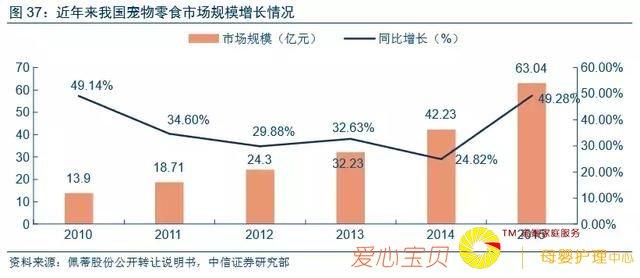 图 37：近年来我国宠物零食市场规模增长情况
市场规模（亿元） 同比增长（%）
70 60.00%
60 50.00%
50 40.00%
40 30.00%
30 20.00%
20 10.00%
10 0.00%
0
49.14% 34.60% 29.88% 32.63% 24.82% 49.28%
13.9 18.71 24.3 32.23 42.23 63.04
2010 2011 2012 2013 2014 2015
资料来源：佩蒂股份公开转让说明书，中信证券研究部
TM 家庭服务
爱心宝贝 母婴护理中心